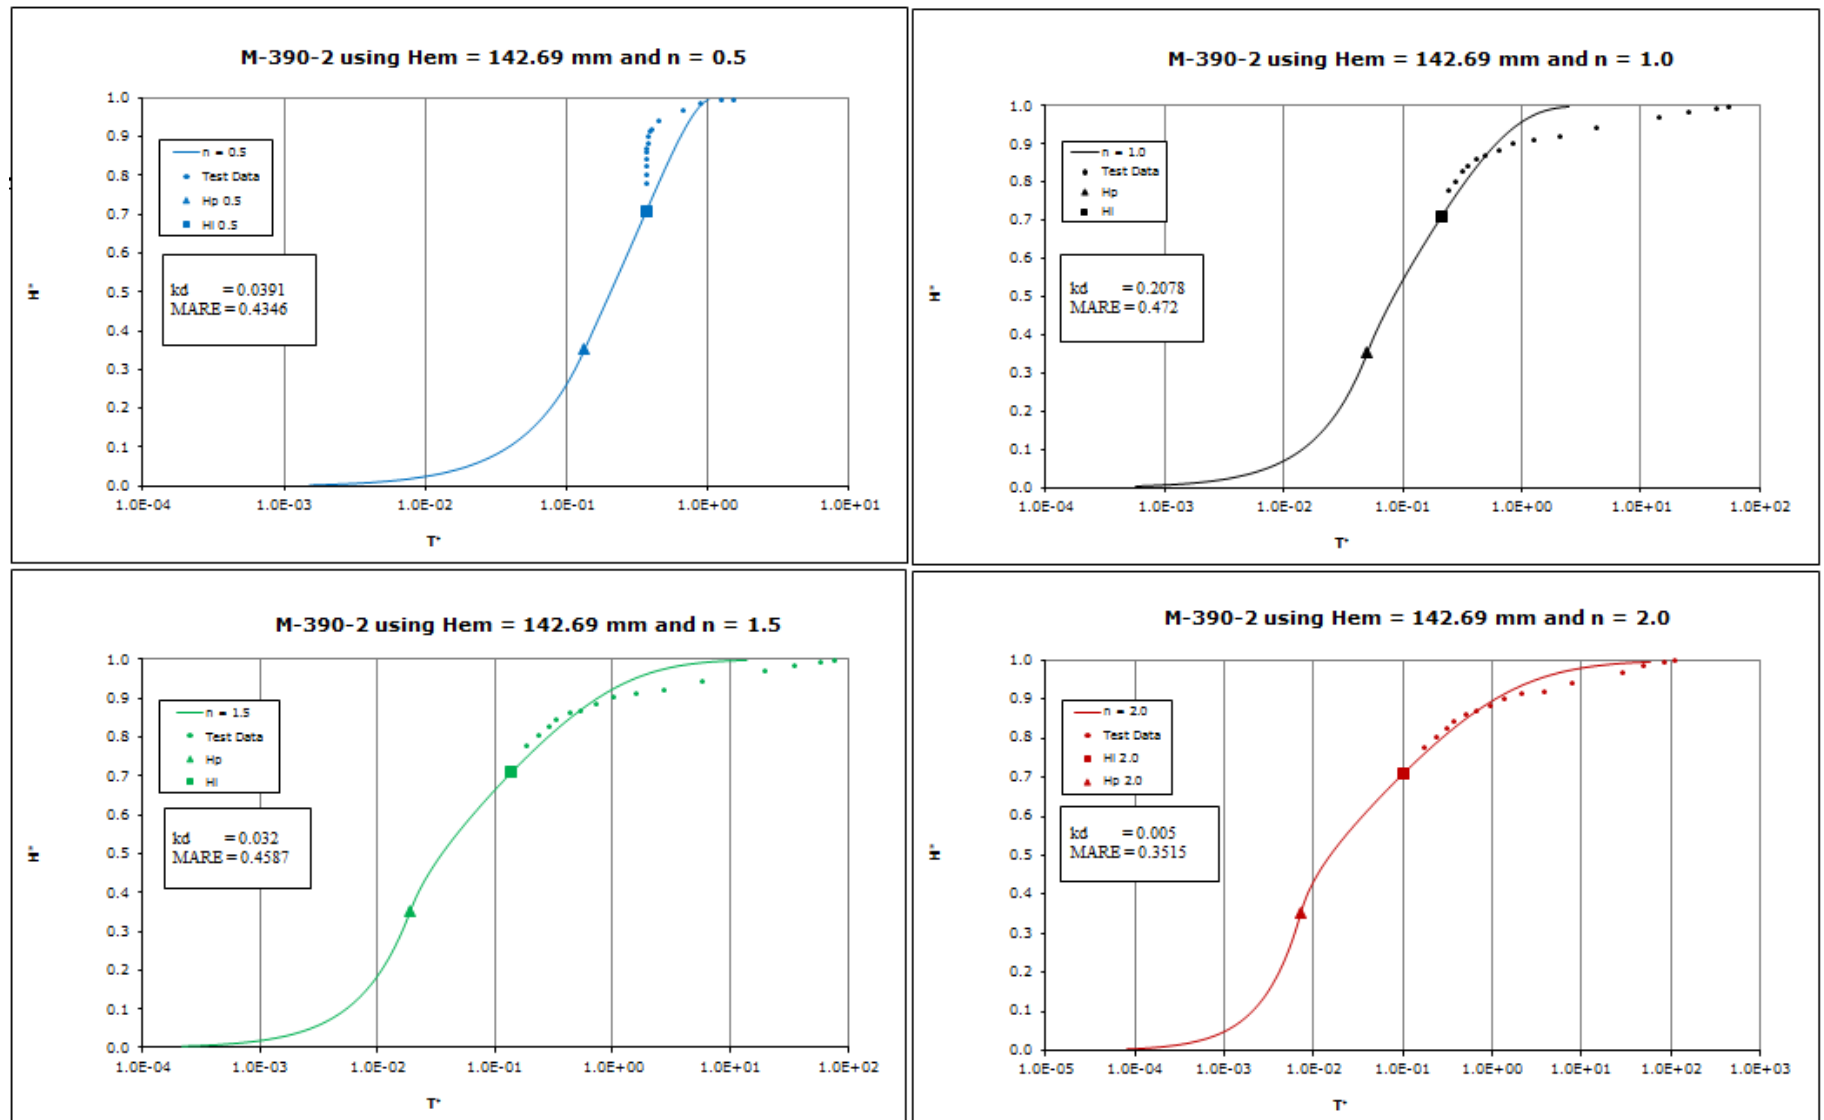 M-390-2 using Hem = 142.69 mm and n = 0.5
1.0
0.9
0.8
0.7
0.6
0.5
0.4
0.3
0.2
0.1
0.0
H*
n = 0.5
Test Data
Hp 0.5
Hi 0.5
kd = 0.0391
MARE = 0.4346
1.0E-04 1.0E-03 1.0E-02 1.0E-01 1.0E+00 1.0E+01
T*
M-390-2 using Hem = 142.69 mm and n = 1.0
1.0
0.9
0.8
0.7
0.6
0.5
0.4
0.3
0.2
0.1
0.0
H*
n = 1.0
Test Data
Hp
Hi
kd = 0.2078
MARE = 0.472
1.0E-04 1.0E-03 1.0E-02 1.0E-01 1.0E+00 1.0E+01 1.0E+02
T*
M-390-2 using Hem = 142.69 mm and n = 1.5
1.0
0.9
0.8
0.7
0.6
0.5
0.4
0.3
0.2
0.1
0.0
H*
n = 1.5
Test Data
Hp
Hi
kd = 0.032
MARE = 0.4587
1.0E-04 1.0E-03 1.0E-02 1.0E-01 1.0E+00 1.0E+01 1.0E+02
T*
M-390-2 using Hem = 142.69 mm and n = 2.0
1.0
0.9
0.8
0.7
0.6
0.5
0.4
0.3
0.2
0.1
0.0
H*
n = 2.0
Test Data
Hi 2.0
Hp 2.0
kd = 0.005
MARE = 0.3515
1.0E-05 1.0E-04 1.0E-03 1.0E-02 1.0E-01 1.0E+00 1.0E+01 1.0E+02 1.0E+03
T*